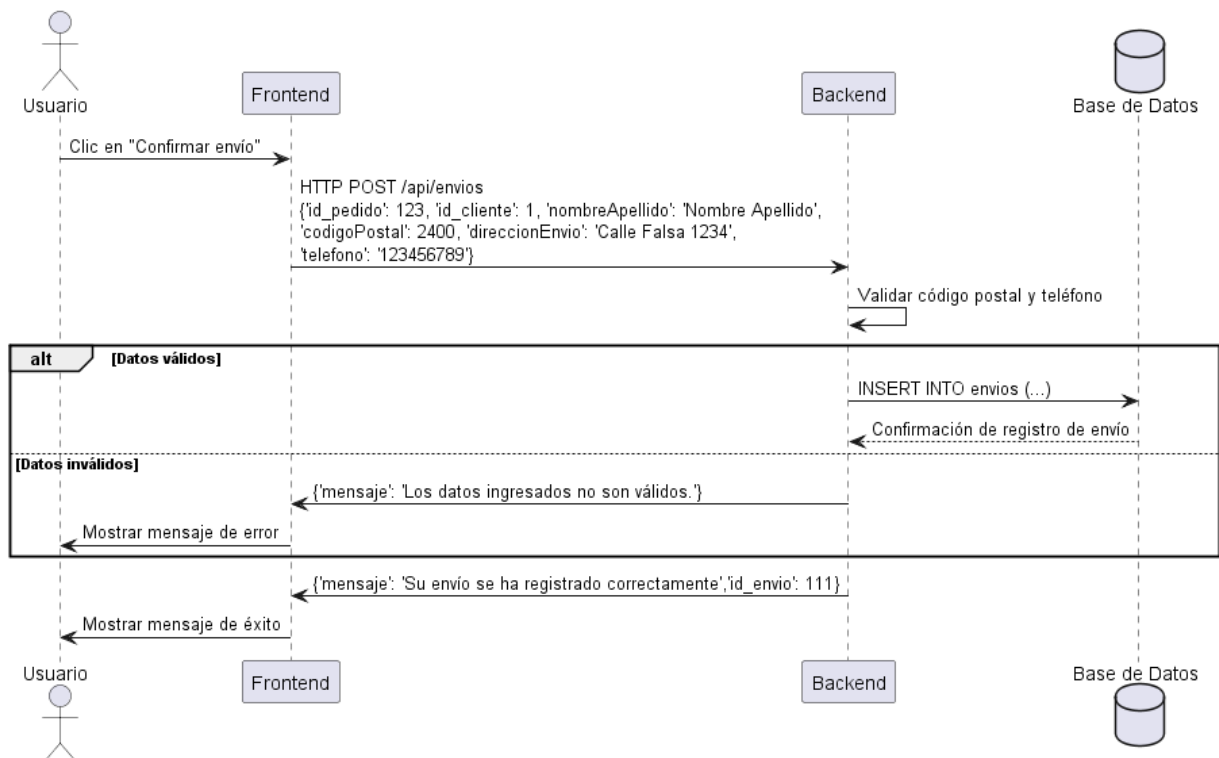 Usuario
Frontend
Backend
Base de Datos
Clic en "Confirmar envío"
HTTP POST /api/envios
{'id_pedido': 123, 'id_cliente': 1, 'nombreApellido': 'Nombre Apellido',
'codigoPostal': 2400, 'direccionEnvio': 'Calle Falsa 1234',
'telefono': '123456789'}
Validar código postal y teléfono
alt
[Datos válidos]
INSERT INTO envios (...)
Confirmación de registro de envío
[Datos inválidos]
{'mensaje': 'Los datos ingresados no son válidos.'}
Mostrar mensaje de error
{'mensaje': 'Su envío se ha registrado correctamente','id_envio': 111}
Mostrar mensaje de éxito
Usuario
Frontend
Backend
Base de Datos